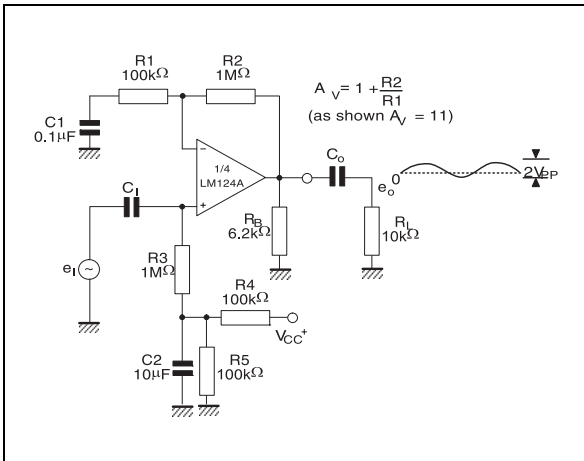 R1
100kΩ
R2
1MΩ
A V = 1 + R2
R1
(as shown AV = 11)
C1
0.1μF
1/4
LM124A
CO
eo
0
2VPP
CI
RB
6.2kΩ
RL
10kΩ
eI
~
R3
1MΩ
R4
100kΩ
VCC+
C2
10μF
R5
100kΩ